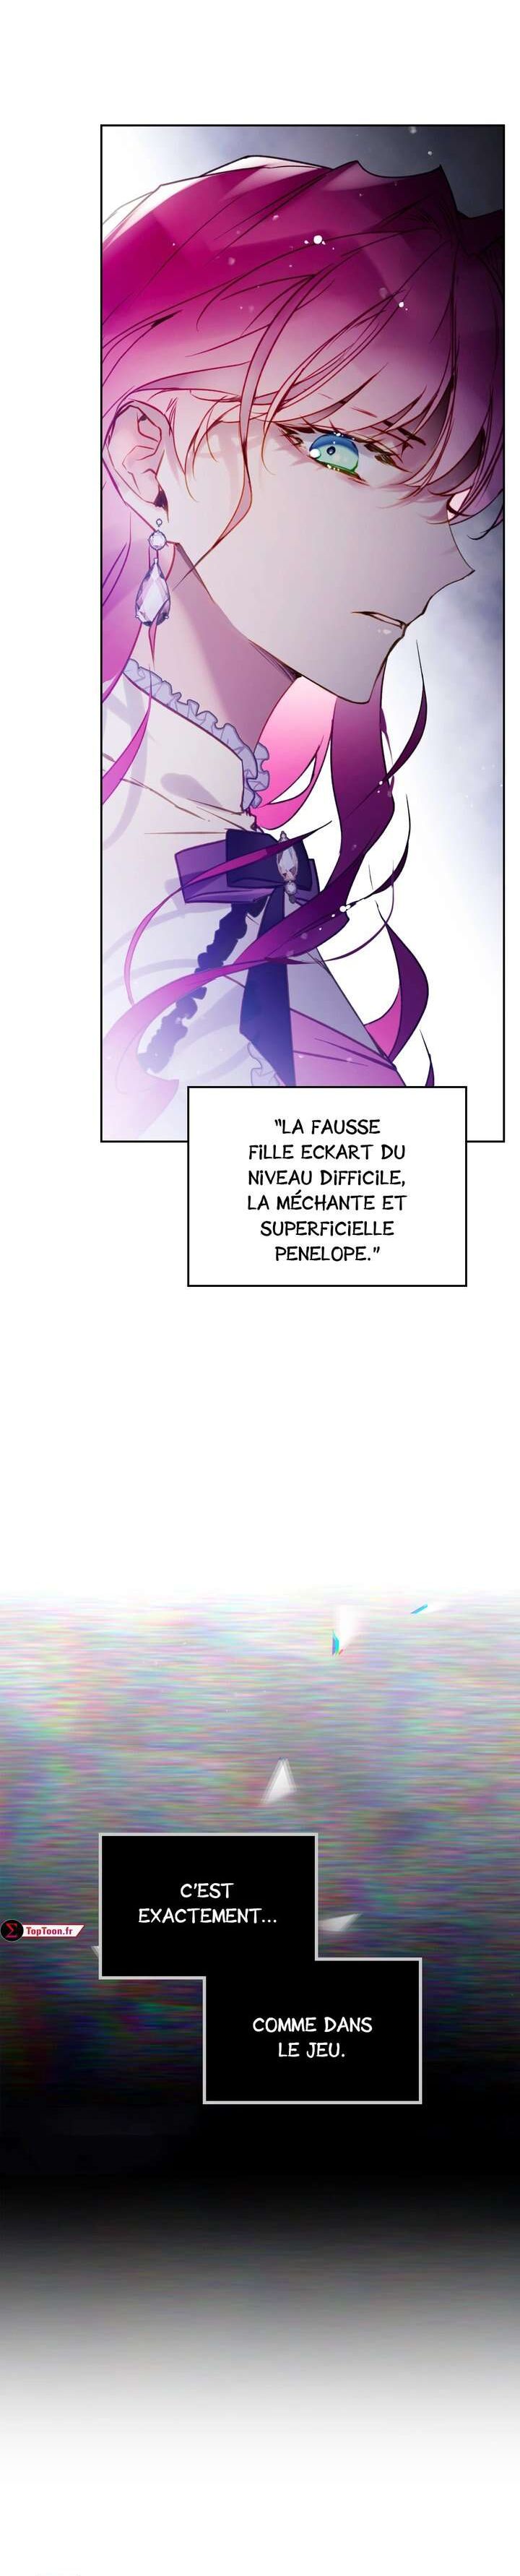 "LA FAUSSE
FILLE ECKART DU
NIVEAU DIFFICILE,
LA MÉCHANTE ET
SUPERFICIELLE
PENELOPE."
C'EST
EXACTEMENT...
TopToon.fr
COMME DANS
LE JEU.